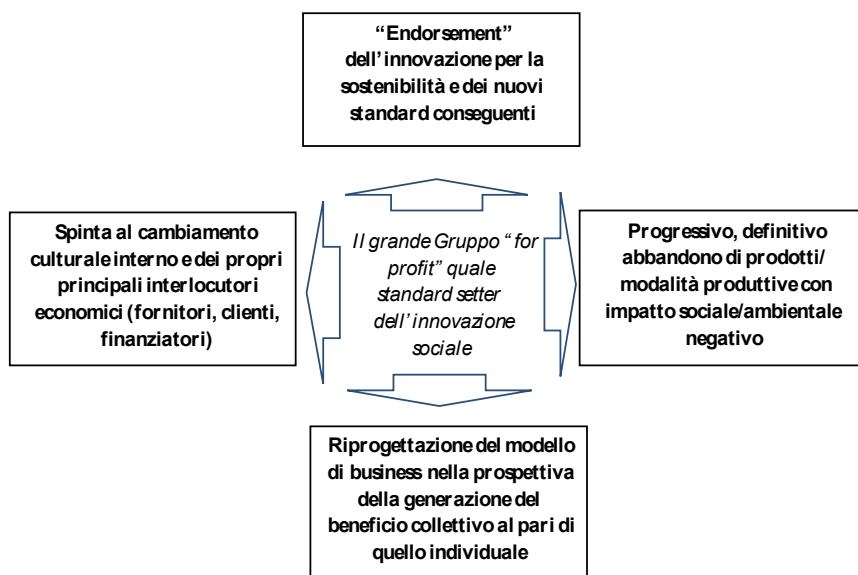 “Endorsement”
dell’innovazione per la
sostenibilità e dei nuovi
standard conseguenti
Spinta al cambiamento
culturale interno e dei propri
principali interlocutori
economici (fornitori, clienti,
finanziatori)
Il grande Gruppo “for
profit” quale
standard setter
dell’innovazione
sociale
Progressivo, definitivo
abbandono di prodotti/
modalità produttive con
impatto sociale/ambientale
negativo
Riprogettazione del modello
di business nella prospettiva
della generazione del
beneficio collettivo al pari di
quello individuale